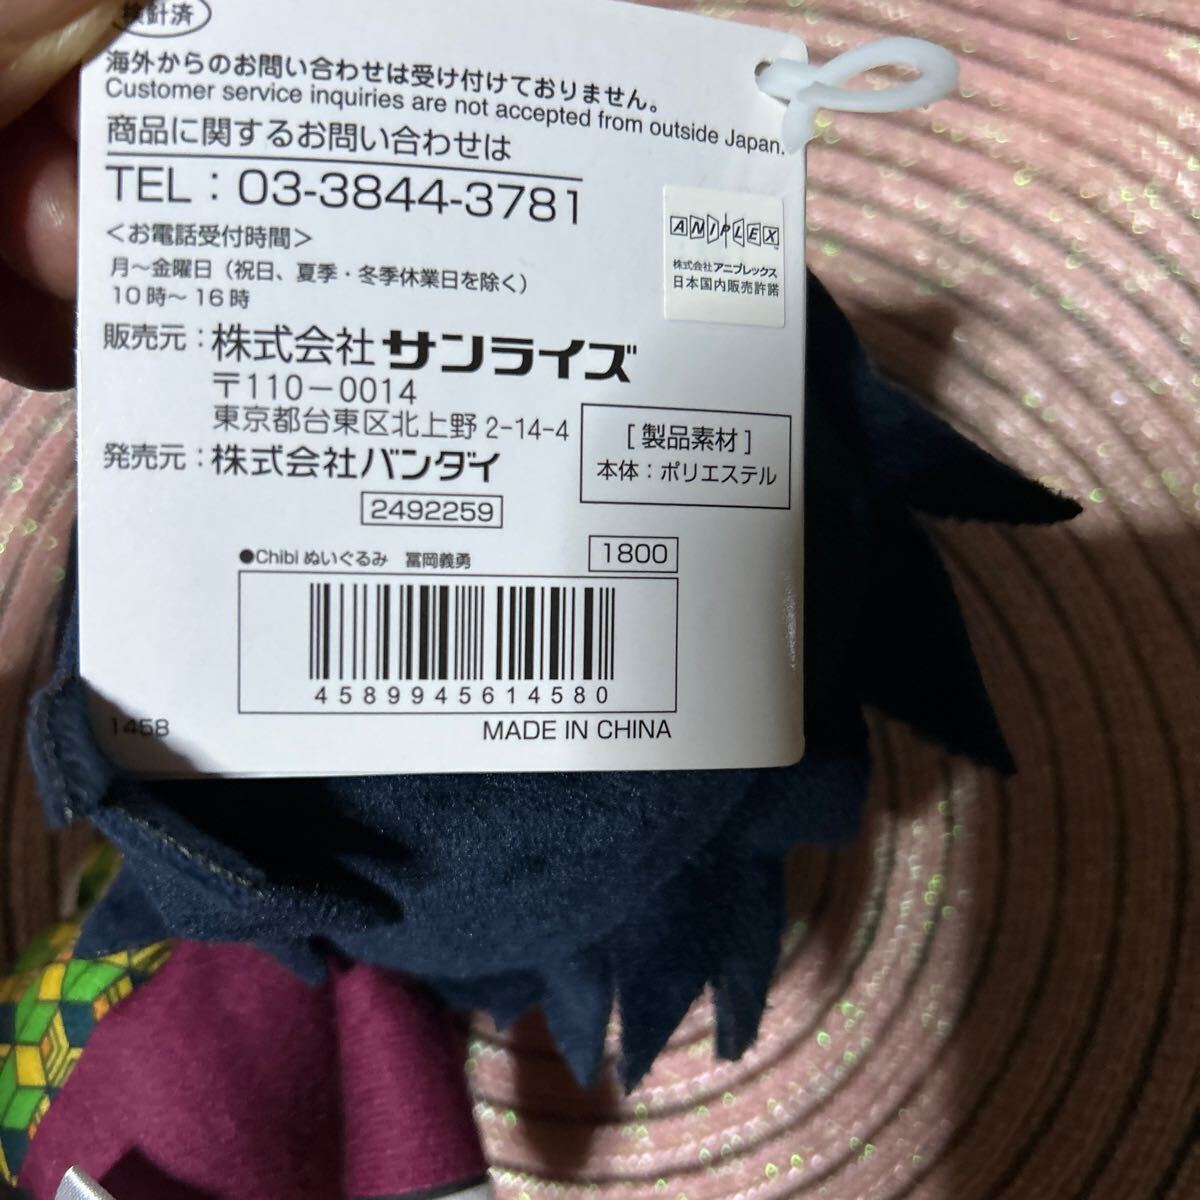 検針済
海外からのお問い合わせは受け付けておりません。
Customer service inquiries are not accepted from outside Japan.
商品に関するお問い合わせは
TEL：03-3844-3781
＜お電話受付時間＞
月～金曜日（祝日、夏季・冬季休業日を除く）
10時～16時
ANIPLEX™
株式会社アニプレックス
日本国内販売許諾
販売元：株式会社サンライズ
〒110－0014
東京都台東区北上野 2-14-4
発売元：株式会社バンダイ
[ 製品素材 ]
本体：ポリエステル
2492259
●Chibi ぬいぐるみ　冨岡義勇
1800
4589945614580
1458
MADE IN CHINA